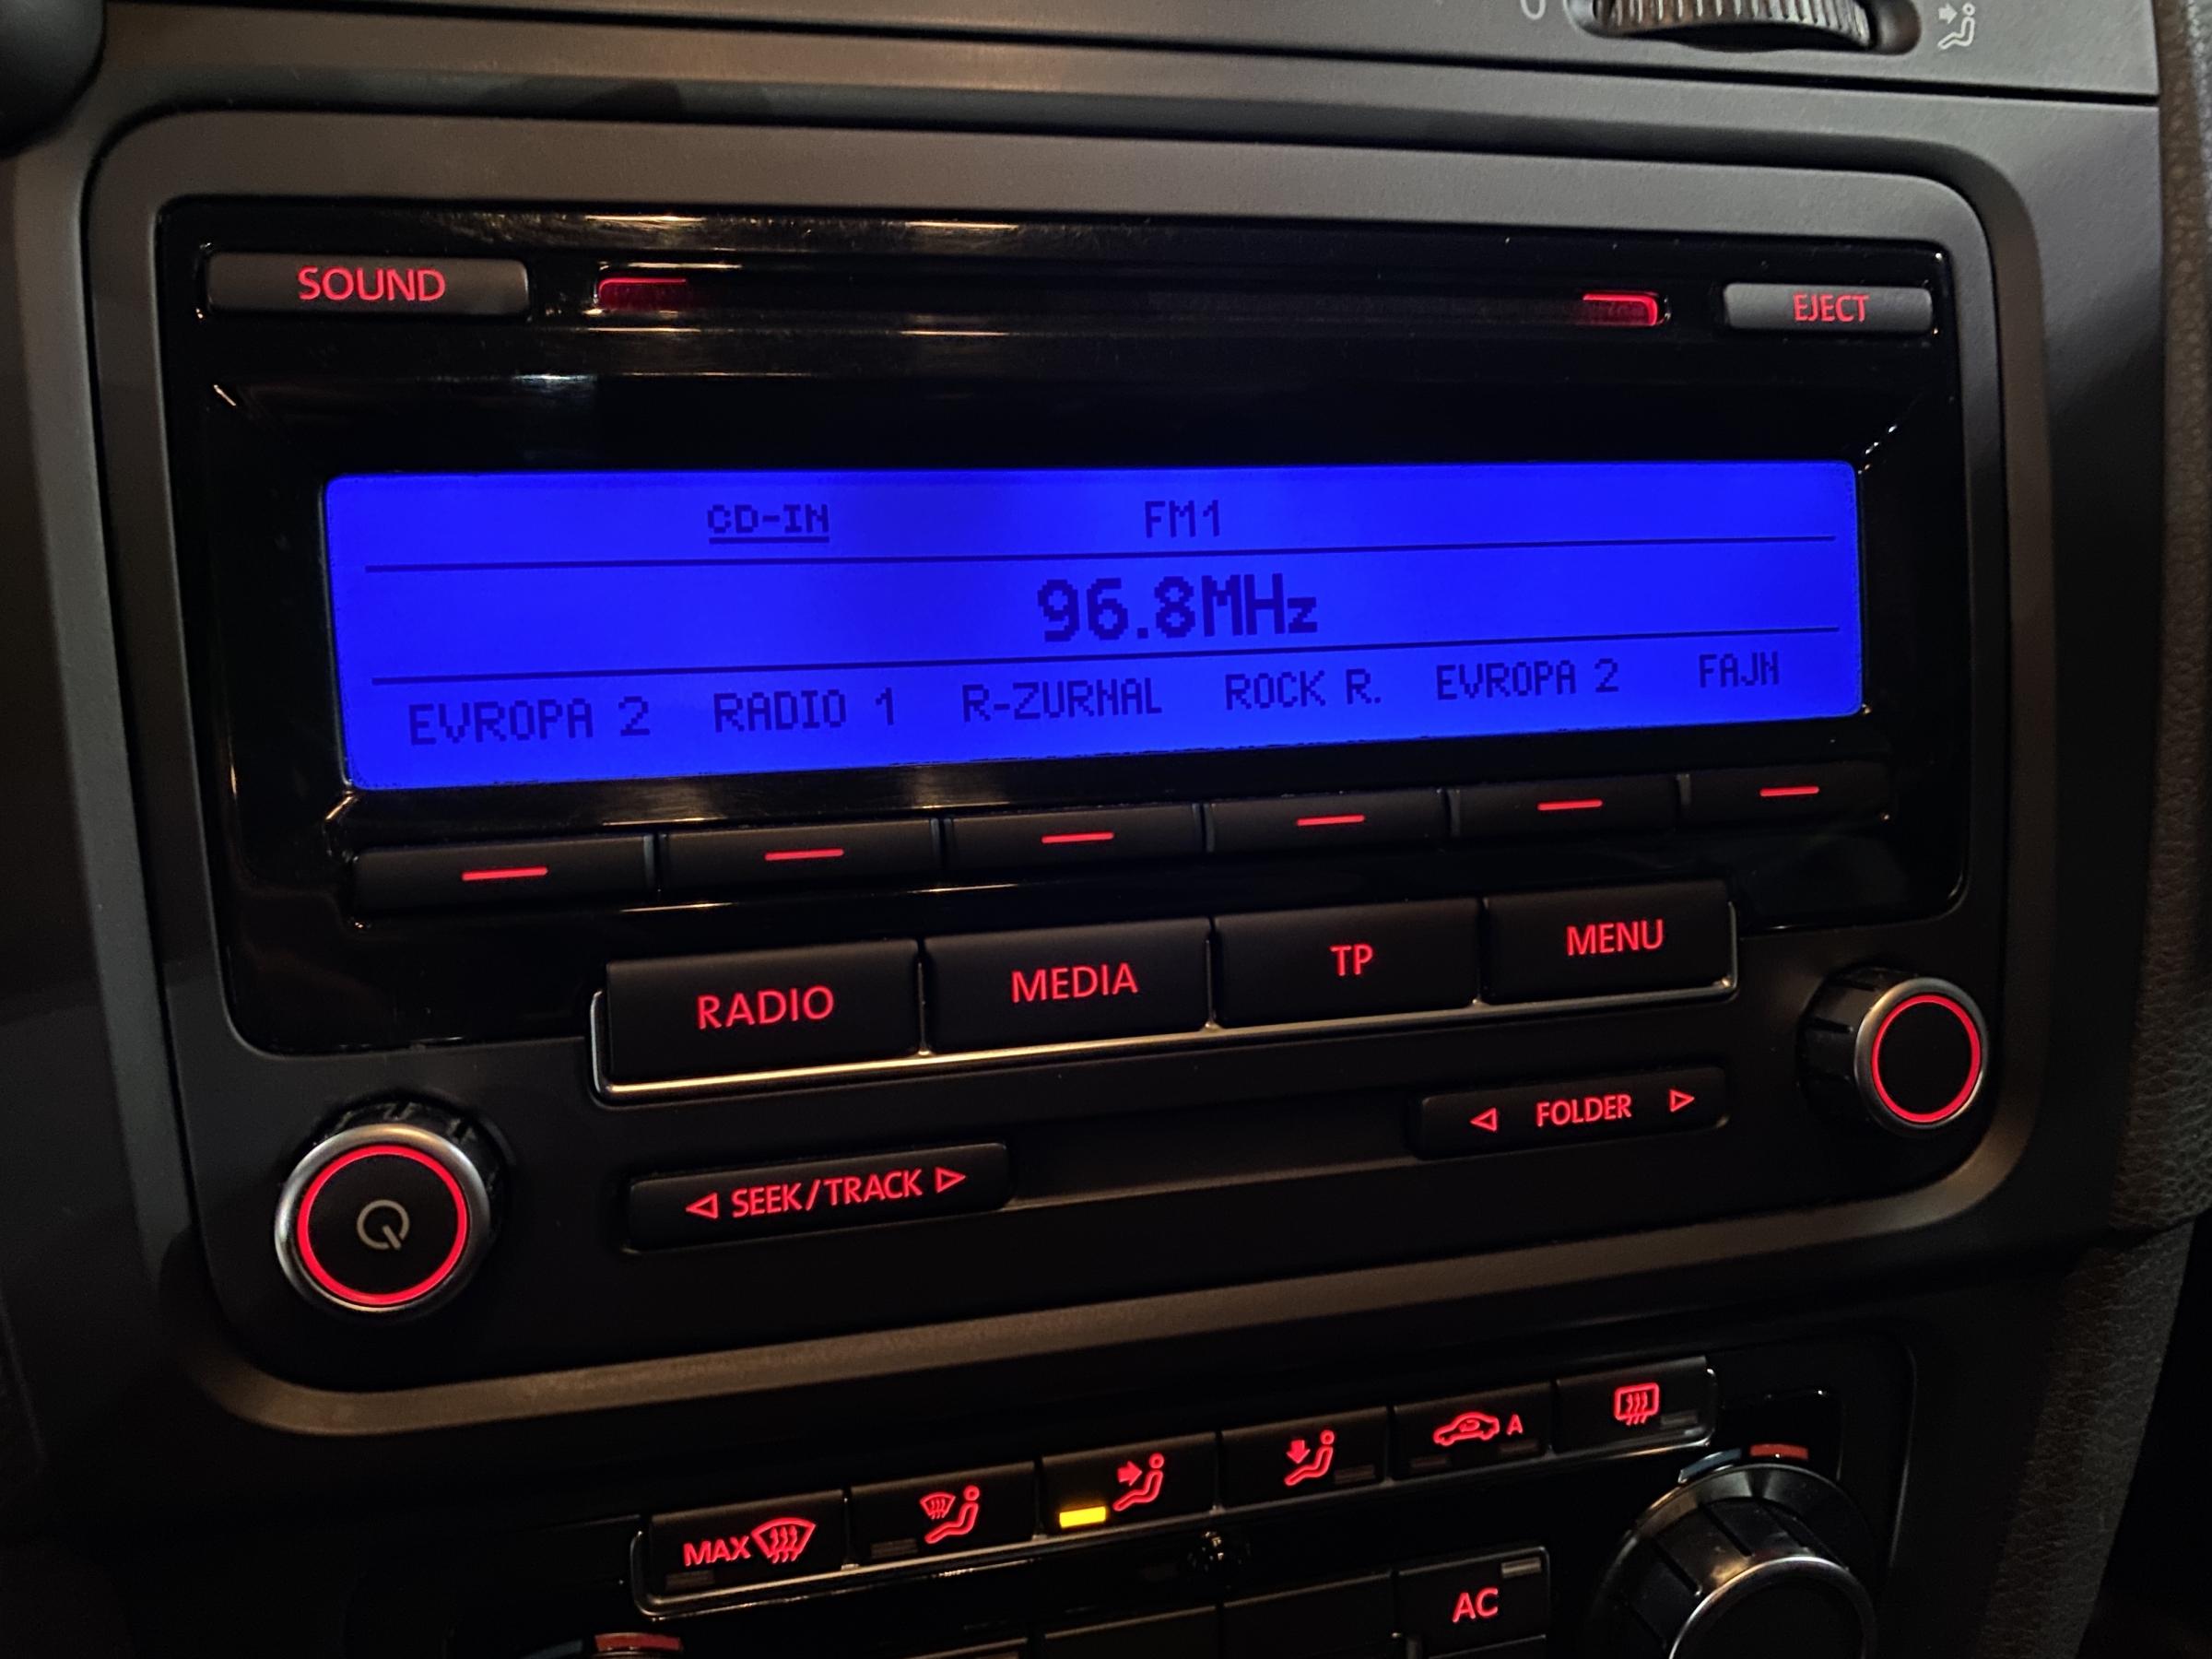 SOUND
EJECT
CD-IN FM1
96.8MHz
EVROPA 2 RADIO 1 R-ZURNAL ROCK R. EVROPA 2 FAJN
RADIO MEDIA TP MENU
FOLDER
SEEK/TRACK
A
MAX
AC